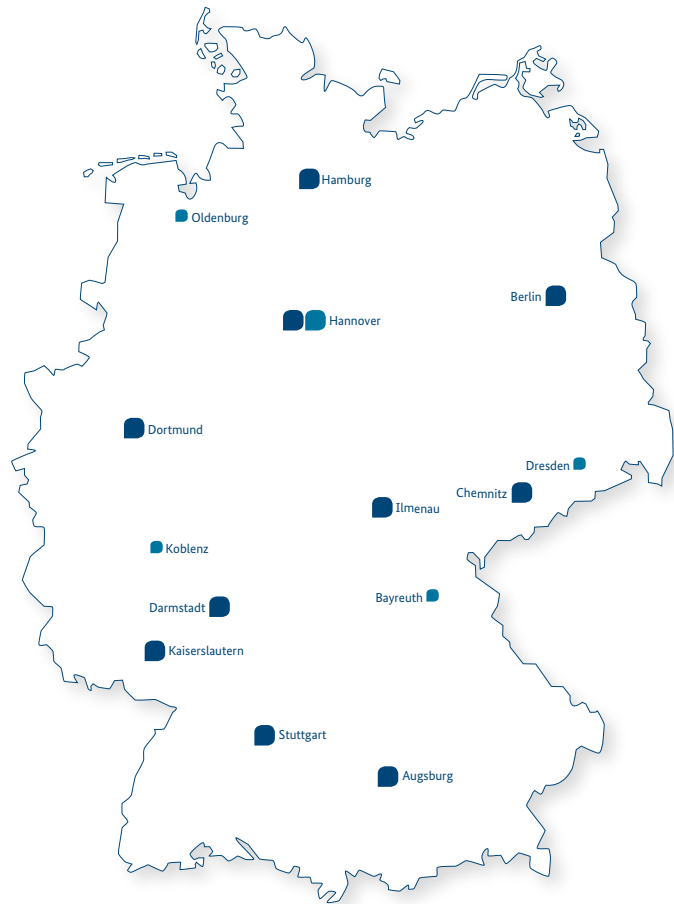 Hamburg
Oldenburg
Berlin
Hannover
Dortmund
Dresden
Chemnitz
Ilmenau
Koblenz
Bayreuth
Darmstadt
Kaiserslautern
Stuttgart
Augsburg